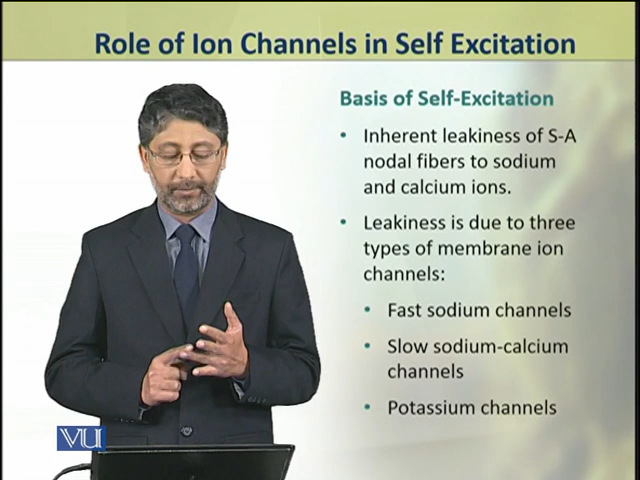 Role of Ion Channels in Self Excitation
Basis of Self-Excitation
• Inherent leakiness of S-A
nodal fibers to sodium
and calcium ions.
• Leakiness is due to three
types of membrane ion
channels:
• Fast sodium channels
• Slow sodium-calcium
channels
• Potassium channels
VU